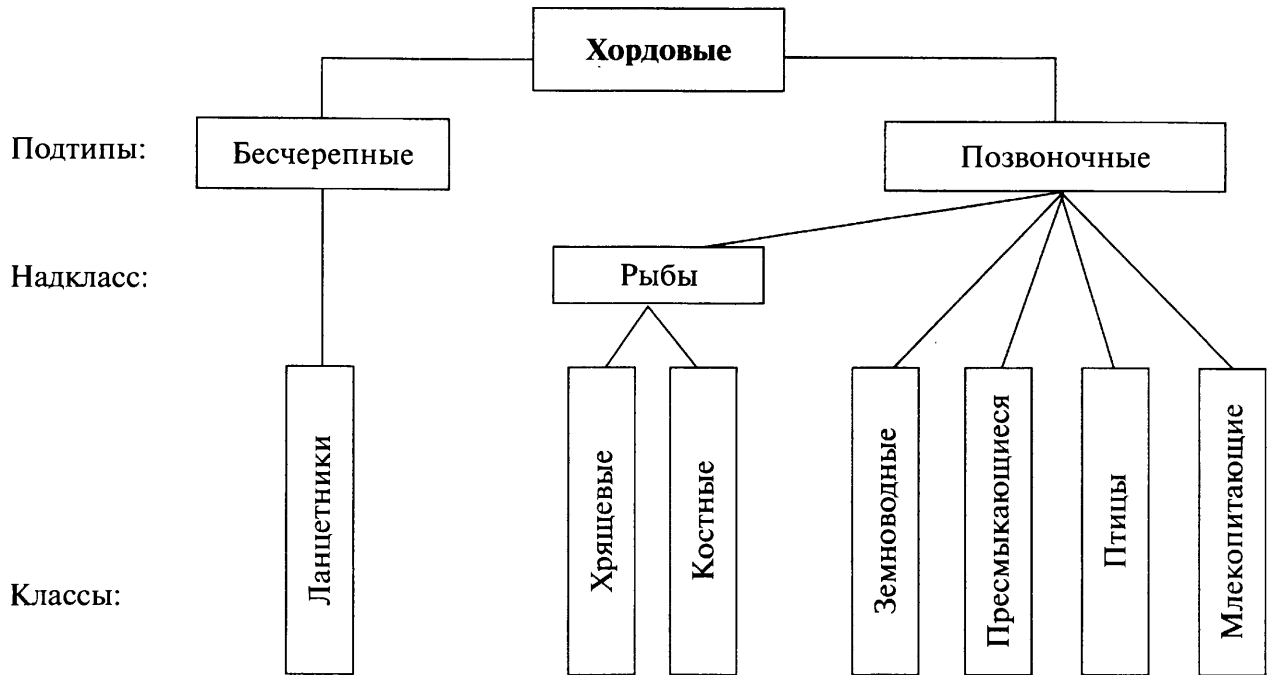 Хордовые
Подтипы:
Бесчерепные
Позвоночные
Надкласс:
Рыбы
Классы:
Ланцетники
Хрящевые
Костные
Земноводные
Пресмыкающиеся
Птицы
Млекопитающие